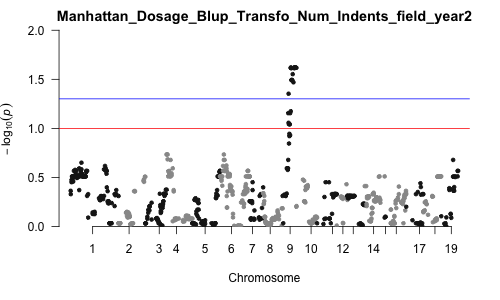 Manhattan_Dosage_Blup_Transfo_Num_Indents_field_year2
2.0
1.5
1.0
0.5
0.0
− log10(p)
1 2 3 4 5 6 7 8 9 10 12 14 17 19
Chromosome